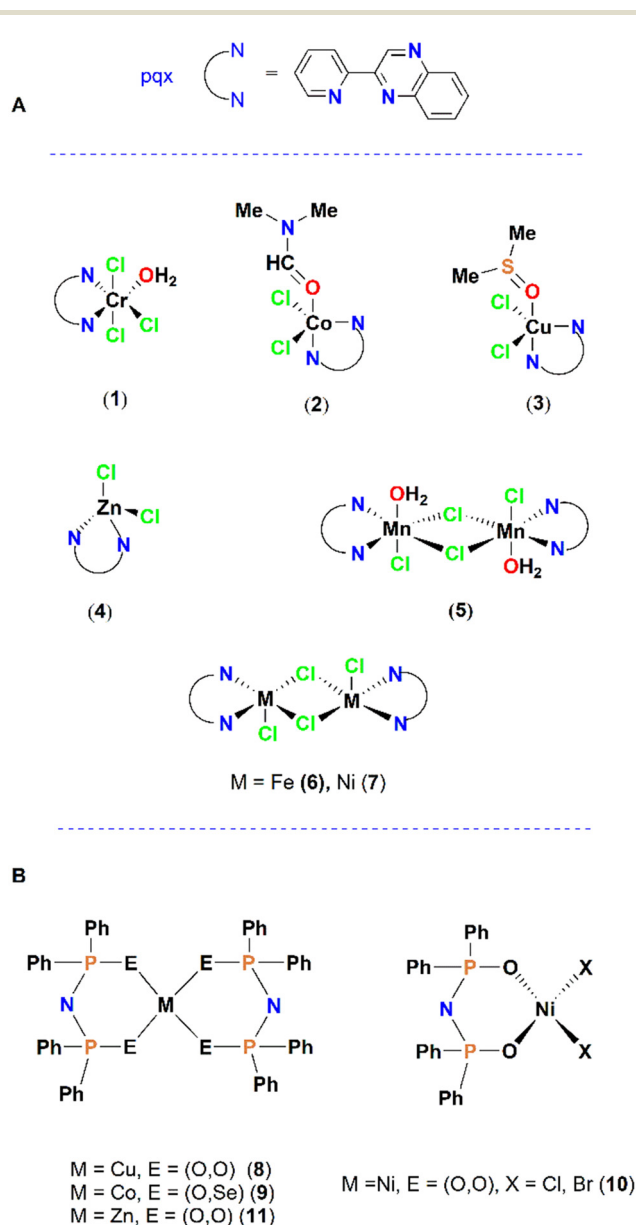 A
pqx N N = N N N
Cl N OH2 Cr N Cl Cl
(1)
Me Me N HC O Cl Co N Cl N
(2)
Me S Me O Cl Cu N Cl N
(3)
Cl Zn Cl N N
(4)
OH2 Cl N Cl N Mn Mn N Cl N Cl OH2
(5)
N Cl Cl N M M N Cl N Cl
M = Fe (6), Ni (7)
B
Ph Ph
Ph P E E P Ph
N M N
Ph P E E P Ph
Ph Ph
Ph
Ph P O X
N Ni
Ph P O X
Ph
M = Cu, E = (O,O) (8)
M = Co, E = (O,Se) (9)
M = Zn, E = (O,O) (11)
M =Ni, E = (O,O), X = Cl, Br (10)